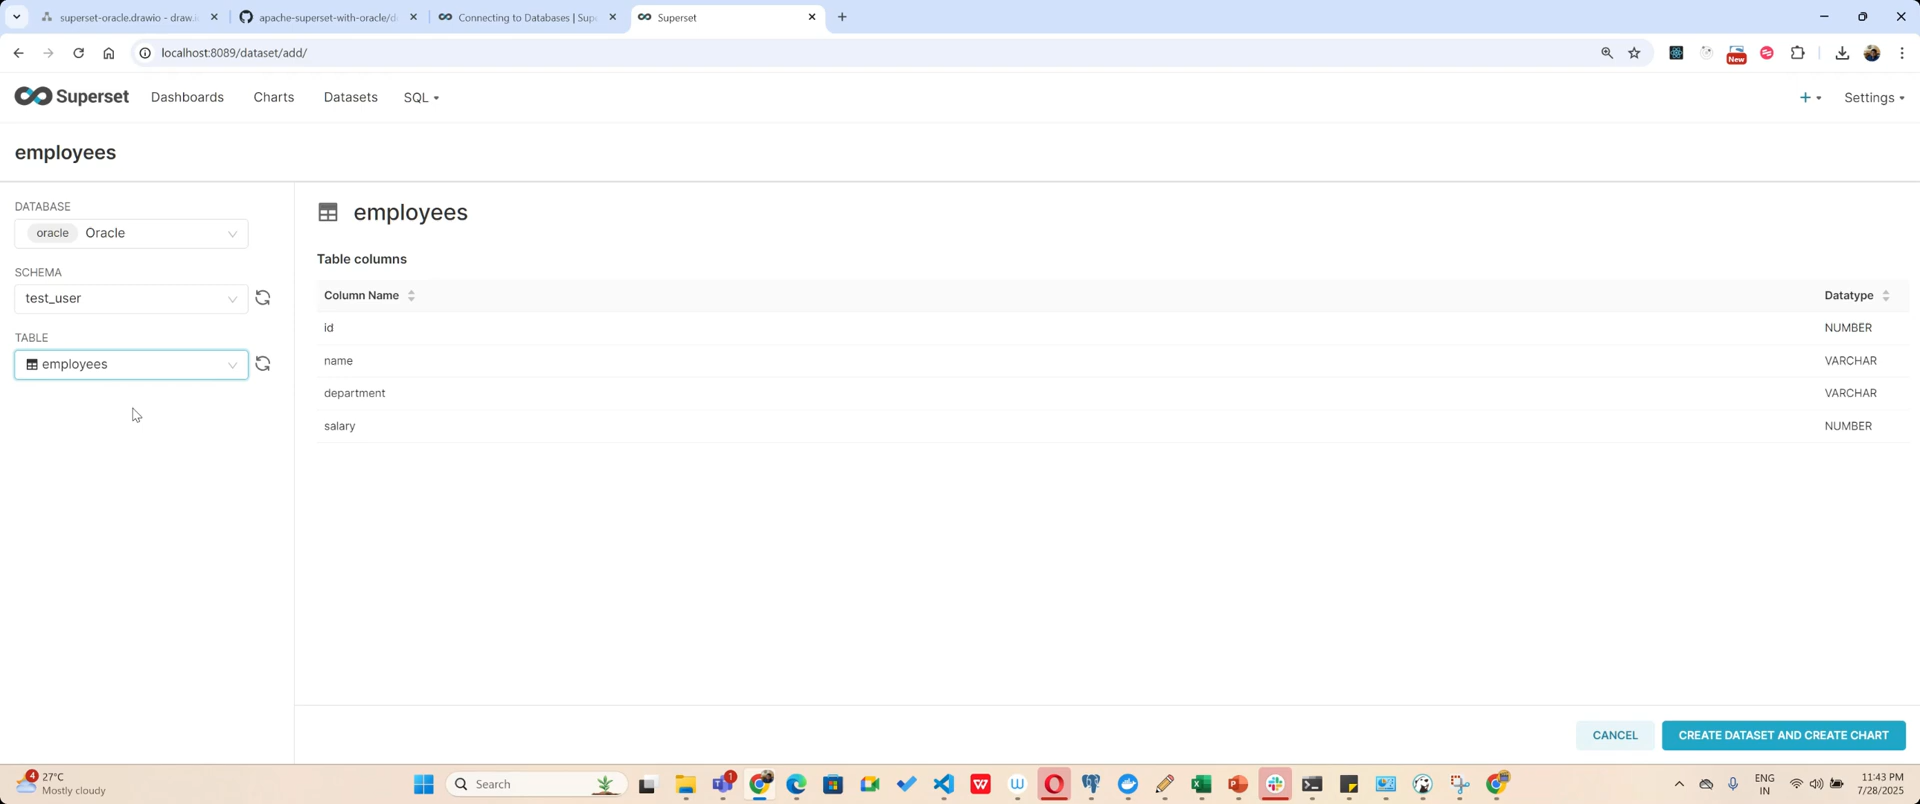 superset-oracle.drawio - draw.i
apache-superset-with-oracle/d
Connecting to Databases | Sup
Superset
localhost:8089/dataset/add/
New
Superset
Dashboards
Charts
Datasets
SQL
+
Settings
employees
DATABASE
oracle Oracle
SCHEMA
test_user
TABLE
employees
employees
Table columns
Column Name Datatype
id NUMBER
name VARCHAR
department VARCHAR
salary NUMBER
CANCEL
CREATE DATASET AND CREATE CHART
4
27°C
Mostly cloudy
Search
1
ENG
IN
11:43 PM
7/28/2025